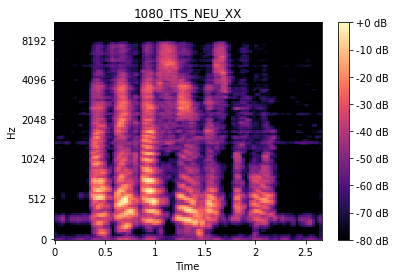 1080_ITS_NEU_XX
8192
4096
2048
1024
512
0
Hz
0
0.5
1
1.5
2
2.5
Time
+0 dB
-10 dB
-20 dB
-30 dB
-40 dB
-50 dB
-60 dB
-70 dB
-80 dB